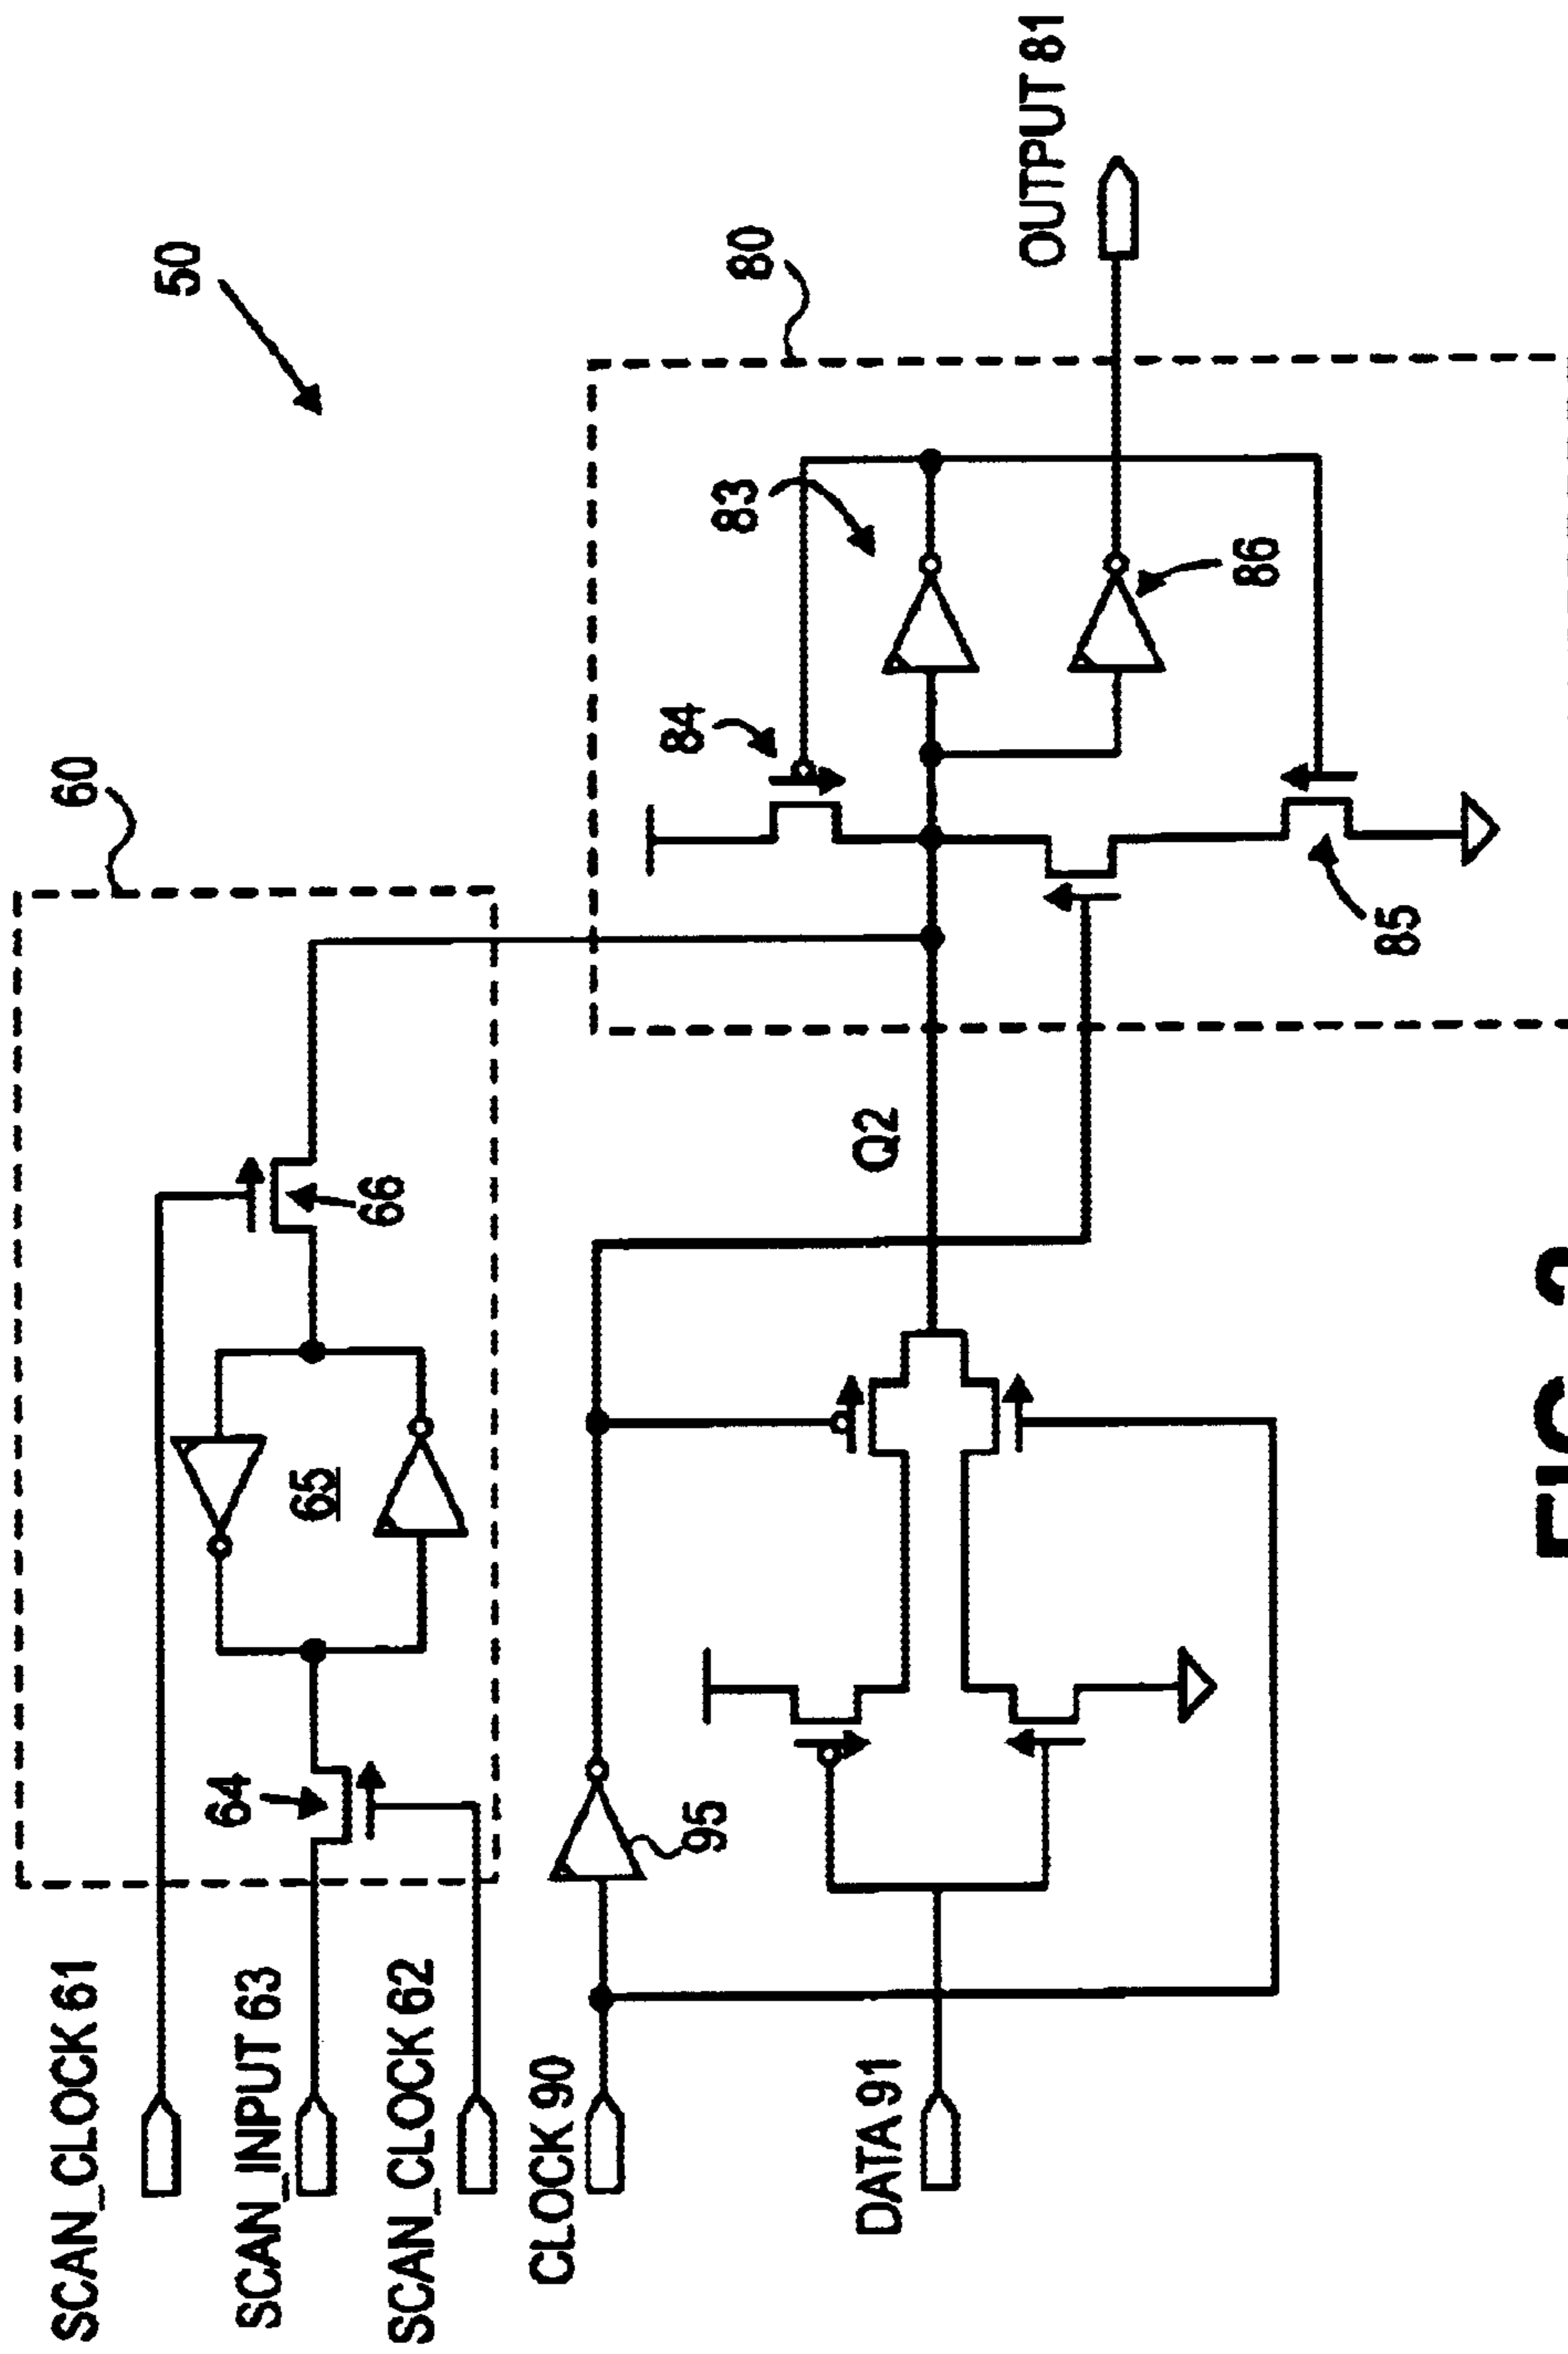 SCAN_CLOCK 61
SCAN_INPUT 63
SCAN_CLOCK 62
CLOCK 90
DATA 91
64
65
66
60
95
Q2
50
80
83
84
85
86
OUTPUT 81